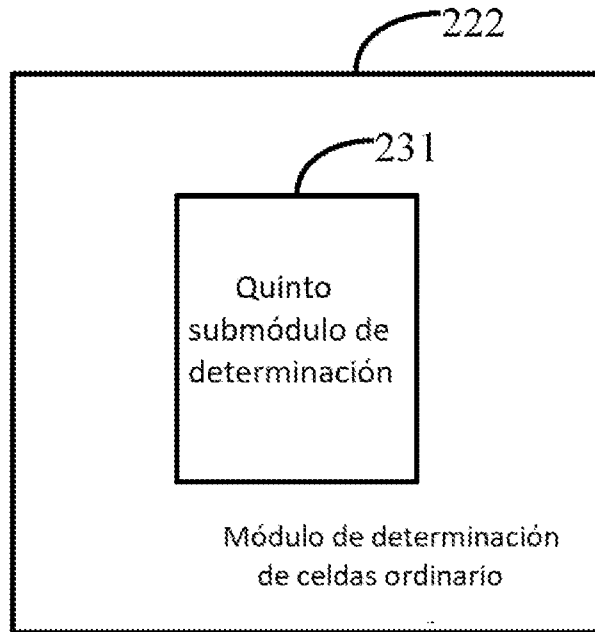 222
231
Quinto
submódulo de
determinación
Módulo de determinación
de celdas ordinario